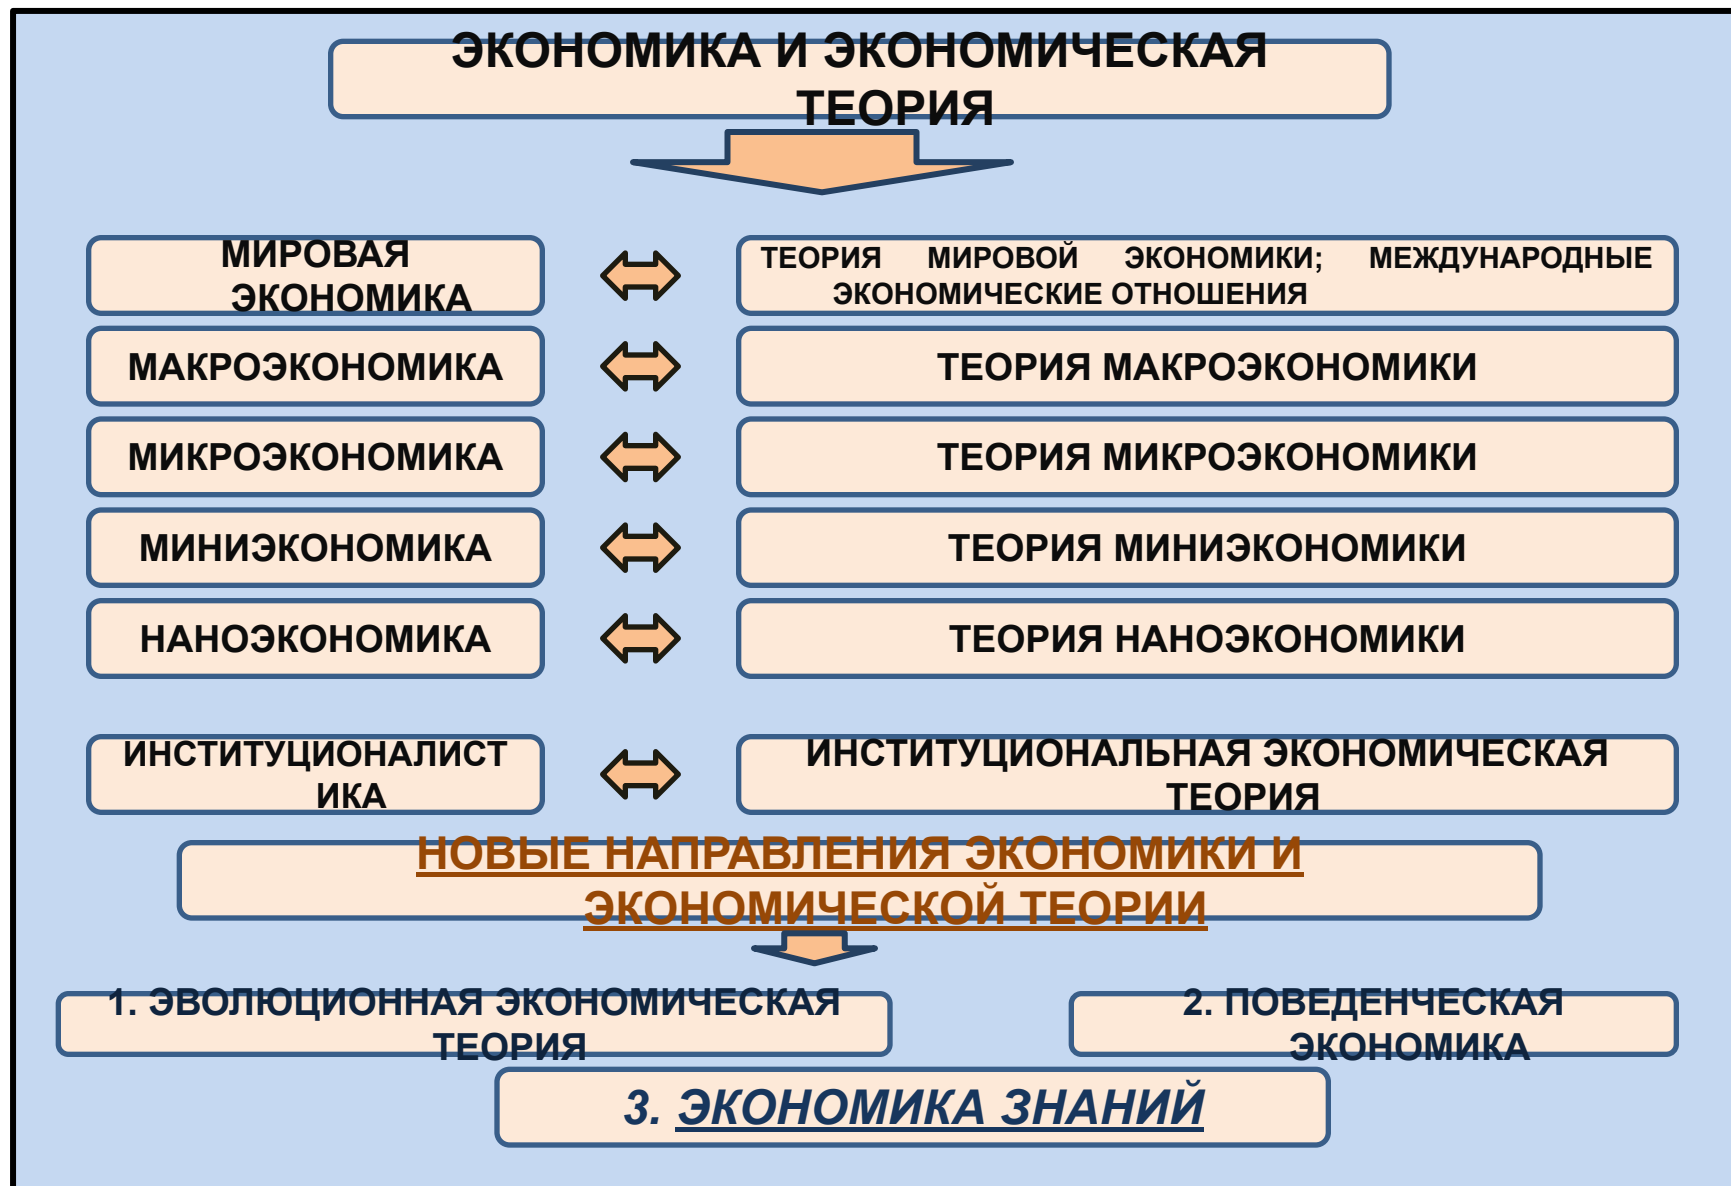 ЭКОНОМИКА И ЭКОНОМИЧЕСКАЯ
ТЕОРИЯ
МИРОВАЯ
ЭКОНОМИКА
ТЕОРИЯ МИРОВОЙ ЭКОНОМИКИ; МЕЖДУНАРОДНЫЕ
ЭКОНОМИЧЕСКИЕ ОТНОШЕНИЯ
МАКРОЭКОНОМИКА
ТЕОРИЯ МАКРОЭКОНОМИКИ
МИКРОЭКОНОМИКА
ТЕОРИЯ МИКРОЭКОНОМИКИ
МИНИЭКОНОМИКА
ТЕОРИЯ МИНИЭКОНОМИКИ
НАНОЭКОНОМИКА
ТЕОРИЯ НАНОЭКОНОМИКИ
ИНСТИТУЦИОНАЛИСТ
ИКА
ИНСТИТУЦИОНАЛЬНАЯ ЭКОНОМИЧЕСКАЯ
ТЕОРИЯ
НОВЫЕ НАПРАВЛЕНИЯ ЭКОНОМИКИ И
ЭКОНОМИЧЕСКОЙ ТЕОРИИ
1. ЭВОЛЮЦИОННАЯ ЭКОНОМИЧЕСКАЯ
ТЕОРИЯ
2. ПОВЕДЕНЧЕСКАЯ
ЭКОНОМИКА
3. ЭКОНОМИКА ЗНАНИЙ